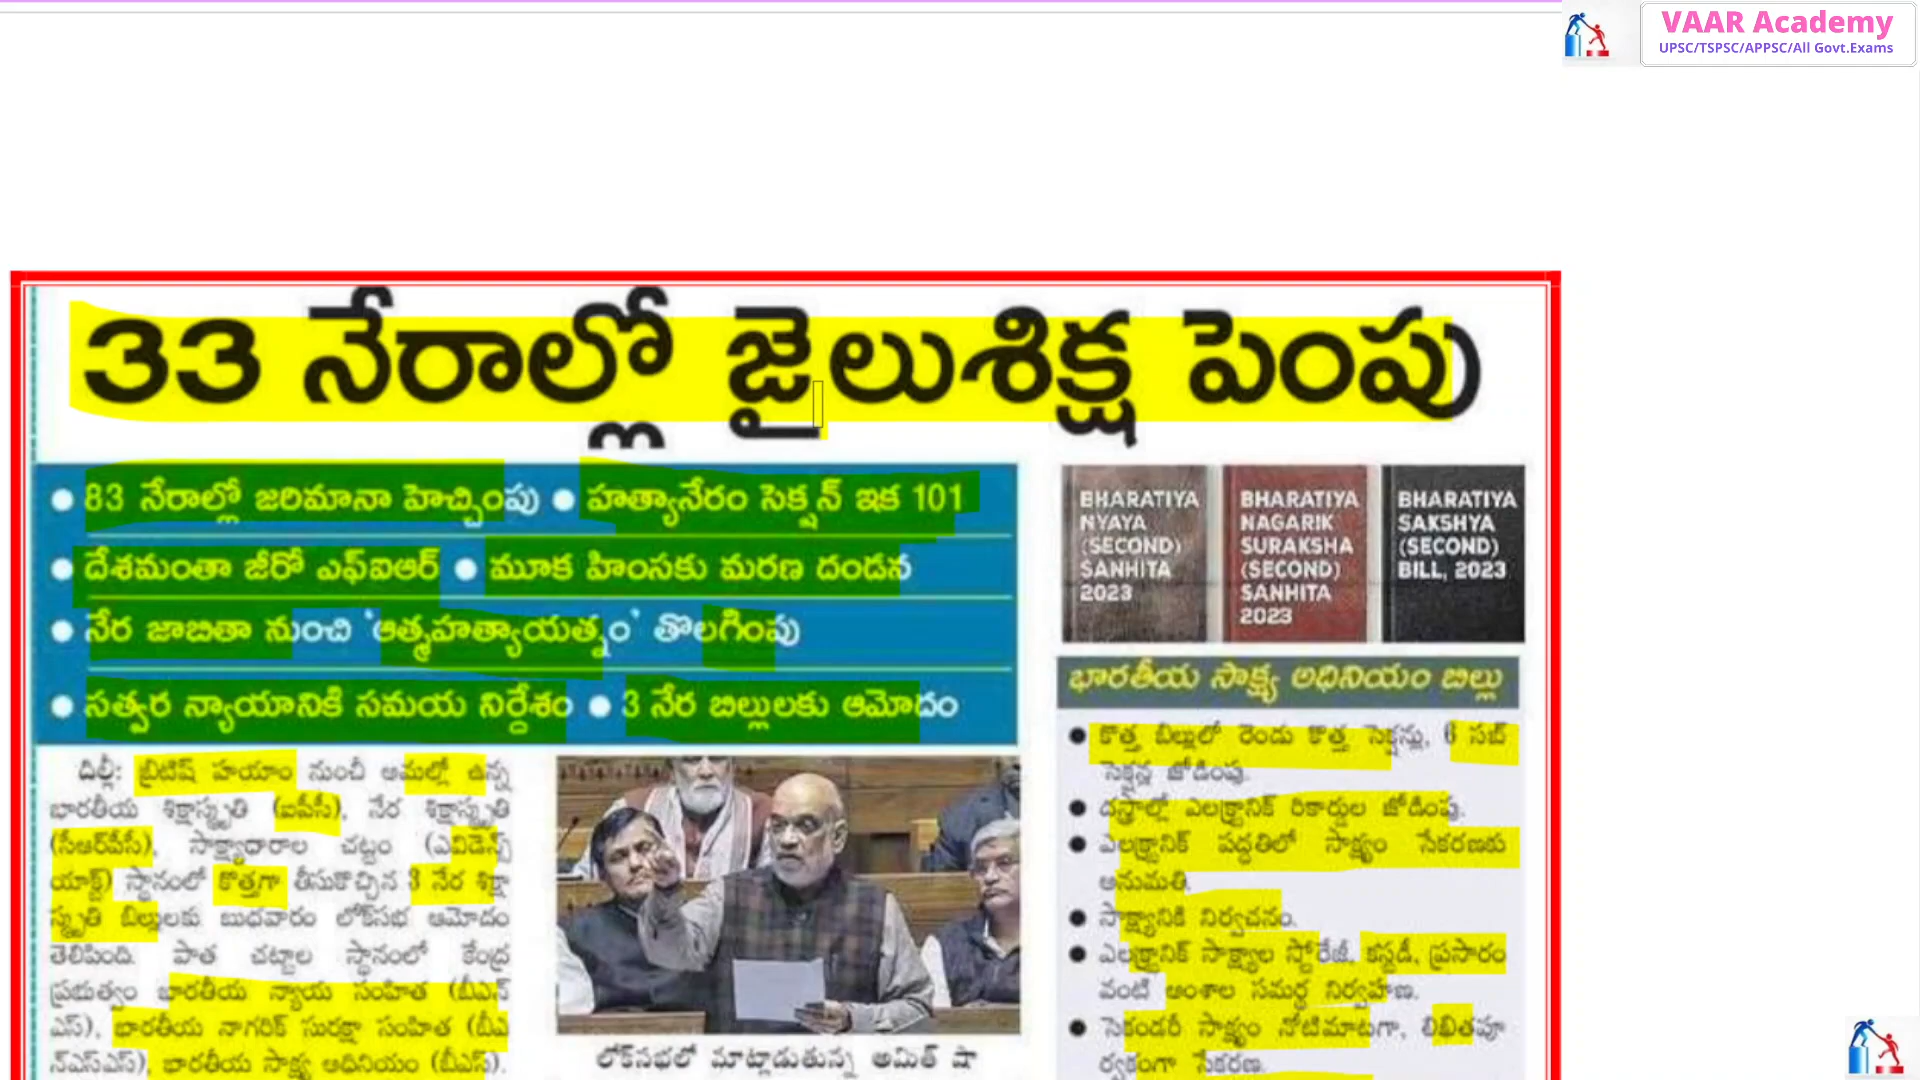 VAAR Academy
UPSC/TSPSC/APPSC/All Govt.Exams
33 నేరాల్లో జైలుశిక్ష పెంపు
● 83 నేరాల్లో జరిమానా హెచ్చింపు ● హత్యానేరం సెక్షన్ ఇక 101
● దేశమంతా జీరో ఎఫ్ఐఆర్ ● మూక హింసకు మరణ దండన
● నేర జాబితా నుంచి 'ఆత్మహత్యాయత్నం' తొలగింపు
● సత్వర న్యాయానికి సమయ నిర్దేశం ● 3 నేర బిల్లులకు ఆమోదం
దిల్లీ: బ్రిటిష్ హయాం నుంచీ అమల్లో ఉన్న
భారతీయ శిక్షాస్మృతి (ఐపీసీ), నేర శిక్షాస్మృతి
(సీఆర్‌పీసీ), సాక్ష్యాధారాల చట్టం (ఎవిడెన్స్
యాక్ట్) స్థానంలో కొత్తగా తీసుకొచ్చిన 3 నేర శిక్షా
స్మృతి బిల్లులకు బుధవారం లోక్‌సభ ఆమోదం
తెలిపింది. పాత చట్టాల స్థానంలో కేంద్ర
ప్రభుత్వం భారతీయ న్యాయ సంహిత (బీఎన్
ఎస్), భారతీయ నాగరిక్ సురక్షా సంహిత (బీఎ
న్ఎస్ఎస్), భారతీయ సాక్ష్య అధినియం (బీఎస్).
లోక్‌సభలో మాట్లాడుతున్న అమిత్ షా
BHARATIYA
NYAYA
(SECOND)
SANHITA
2023
BHARATIYA
NAGARIK
SURAKSHA
(SECOND)
SANHITA
2023
BHARATIYA
SAKSHYA
(SECOND)
BILL, 2023
భారతీయ సాక్ష్య అధినియం బిల్లు
● కొత్త బిల్లులో రెండు కొత్త సెక్షన్లు, 6 సబ్
సెక్షన్ల జోడింపు.
● దస్త్రాల్లో ఎలక్ట్రానిక్ రికార్డుల జోడింపు.
● ఎలక్ట్రానిక్ పద్ధతిలో సాక్ష్యం సేకరణకు
అనుమతి.
● సాక్ష్యానికి నిర్వచనం.
● ఎలక్ట్రానిక్ సాక్ష్యాల స్టోరేజీ, కస్టడీ, ప్రసారం
వంటి అంశాల సమర్థ నిర్వహణ.
● సెకండరీ సాక్ష్యం నోటిమాటగా, లిఖితపూ
ర్వకంగా సేకరణ.